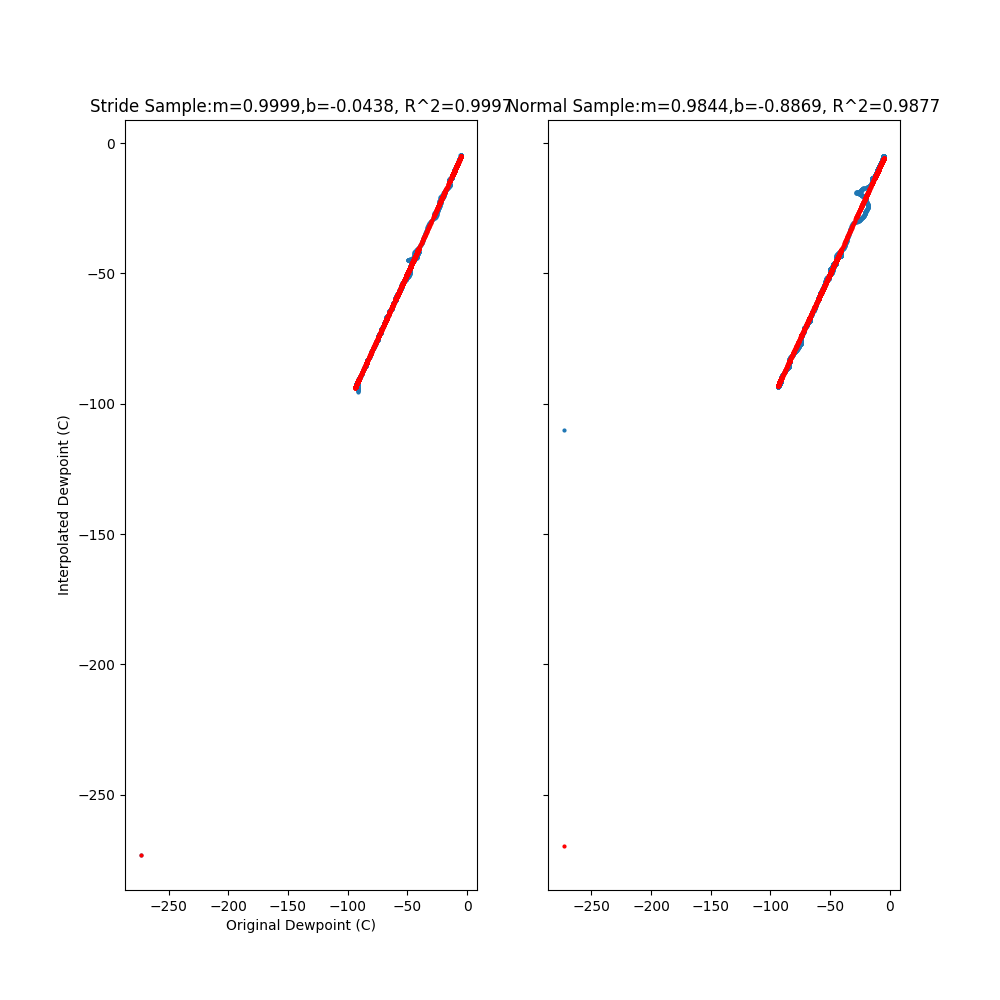 Stride Sample:m=0.9999,b=-0.0438, R^2=0.9997
Normal Sample:m=0.9844,b=-0.8869, R^2=0.9877
0
−50
−100
−150
−200
−250
Interpolated Dewpoint (C)
−250 −200 −150 −100 −50 0
Original Dewpoint (C)
−250 −200 −150 −100 −50 0